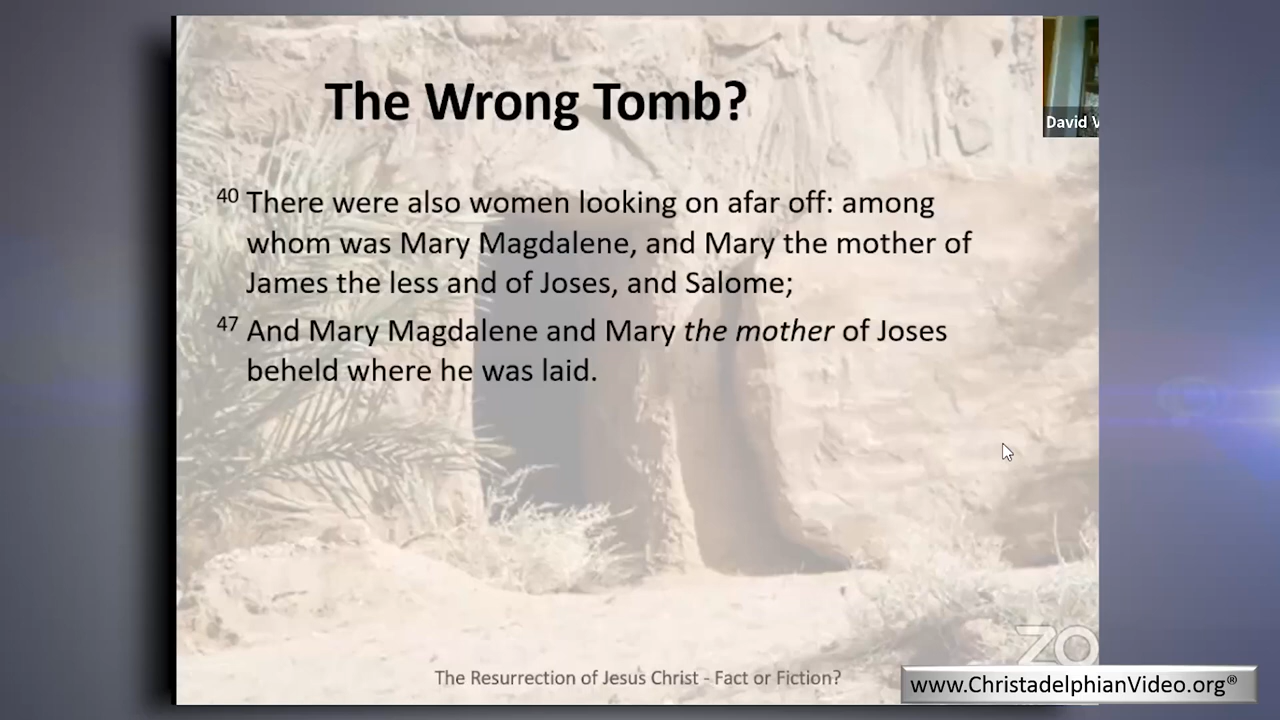 The Wrong Tomb?
David V
40 There were also women looking on afar off: among
whom was Mary Magdalene, and Mary the mother of
James the less and of Joses, and Salome;
47 And Mary Magdalene and Mary the mother of Joses
beheld where he was laid.
ZO
The Resurrection of Jesus Christ - Fact or Fiction?
www.ChristadelphianVideo.org®